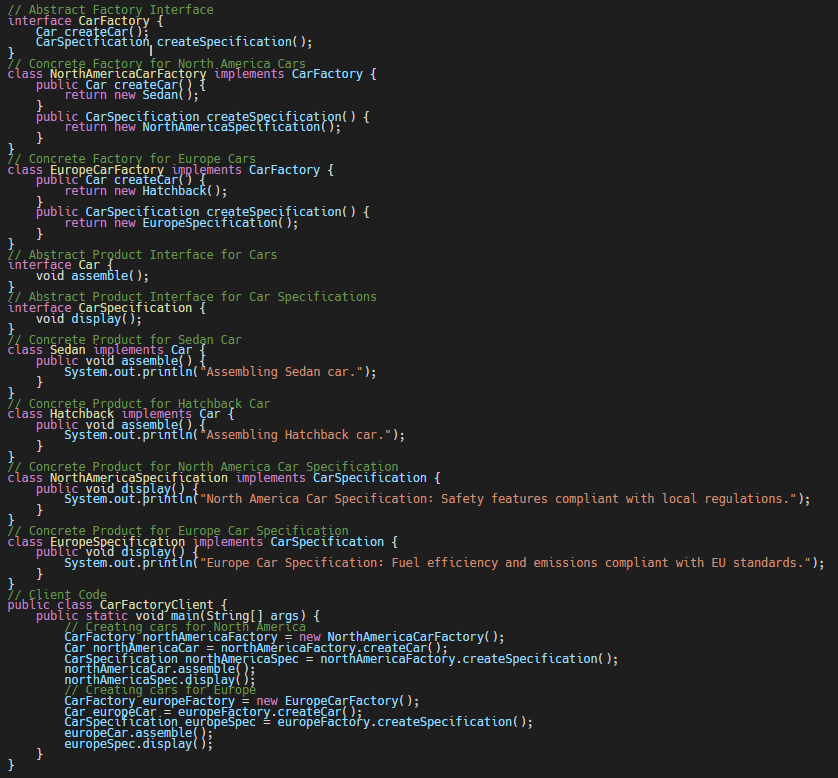 // Abstract Factory Interface
interface CarFactory {
    Car createCar();
    CarSpecification createSpecification();
}
// Concrete Factory for North America Cars
class NorthAmericaCarFactory implements CarFactory {
    public Car createCar() {
        return new Sedan();
    }
    public CarSpecification createSpecification() {
        return new NorthAmericaSpecification();
    }
}
// Concrete Factory for Europe Cars
class EuropeCarFactory implements CarFactory {
    public Car createCar() {
        return new Hatchback();
    }
    public CarSpecification createSpecification() {
        return new EuropeSpecification();
    }
}
// Abstract Product Interface for Cars
interface Car {
    void assemble();
}
// Abstract Product Interface for Car Specifications
interface CarSpecification {
    void display();
}
// Concrete Product for Sedan Car
class Sedan implements Car {
    public void assemble() {
        System.out.println("Assembling Sedan car.");
    }
}
// Concrete Product for Hatchback Car
class Hatchback implements Car {
    public void assemble() {
        System.out.println("Assembling Hatchback car.");
    }
}
// Concrete Product for North America Car Specification
class NorthAmericaSpecification implements CarSpecification {
    public void display() {
        System.out.println("North America Car Specification: Safety features compliant with local regulations.");
    }
}
// Concrete Product for Europe Car Specification
class EuropeSpecification implements CarSpecification {
    public void display() {
        System.out.println("Europe Car Specification: Fuel efficiency and emissions compliant with EU standards.");
    }
}
// Client Code
public class CarFactoryClient {
    public static void main(String[] args) {
        // Creating cars for North America
        CarFactory northAmericaFactory = new NorthAmericaCarFactory();
        Car northAmericaCar = northAmericaFactory.createCar();
        CarSpecification northAmericaSpec = northAmericaFactory.createSpecification();
        northAmericaCar.assemble();
        northAmericaSpec.display();
        // Creating cars for Europe
        CarFactory europeFactory = new EuropeCarFactory();
        Car europeCar = europeFactory.createCar();
        CarSpecification europeSpec = europeFactory.createSpecification();
        europeCar.assemble();
        europeSpec.display();
    }
}